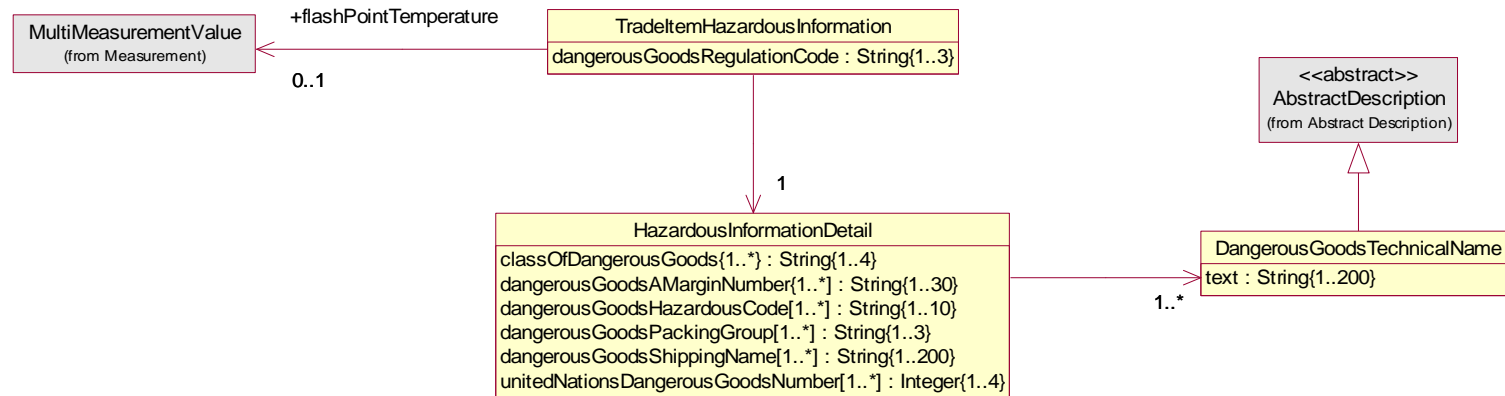 +flashPointTemperature
MultiMeasurementValue
(from Measurement)
0..1
TradeItemHazardousInformation
dangerousGoodsRegulationCode : String{1..3}
<<abstract>>
AbstractDescription
(from Abstract Description)
1
HazardousInformationDetail
classOfDangerousGoods{1..*} : String{1..4}
dangerousGoodsAMarginNumber{1..*] : String{1..30}
dangerousGoodsHazardousCode[1..*] : String{1..10}
dangerousGoodsPackingGroup[1..*] : String{1..3}
dangerousGoodsShippingName[1..*] : String{1..200}
unitedNationsDangerousGoodsNumber[1..*] : Integer{1..4}
1..*
DangerousGoodsTechnicalName
text : String{1..200}